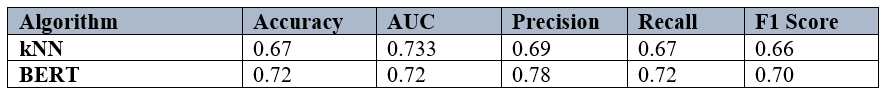 Algorithm Accuracy AUC Precision Recall F1 Score
kNN 0.67 0.733 0.69 0.67 0.66
BERT 0.72 0.72 0.78 0.72 0.70